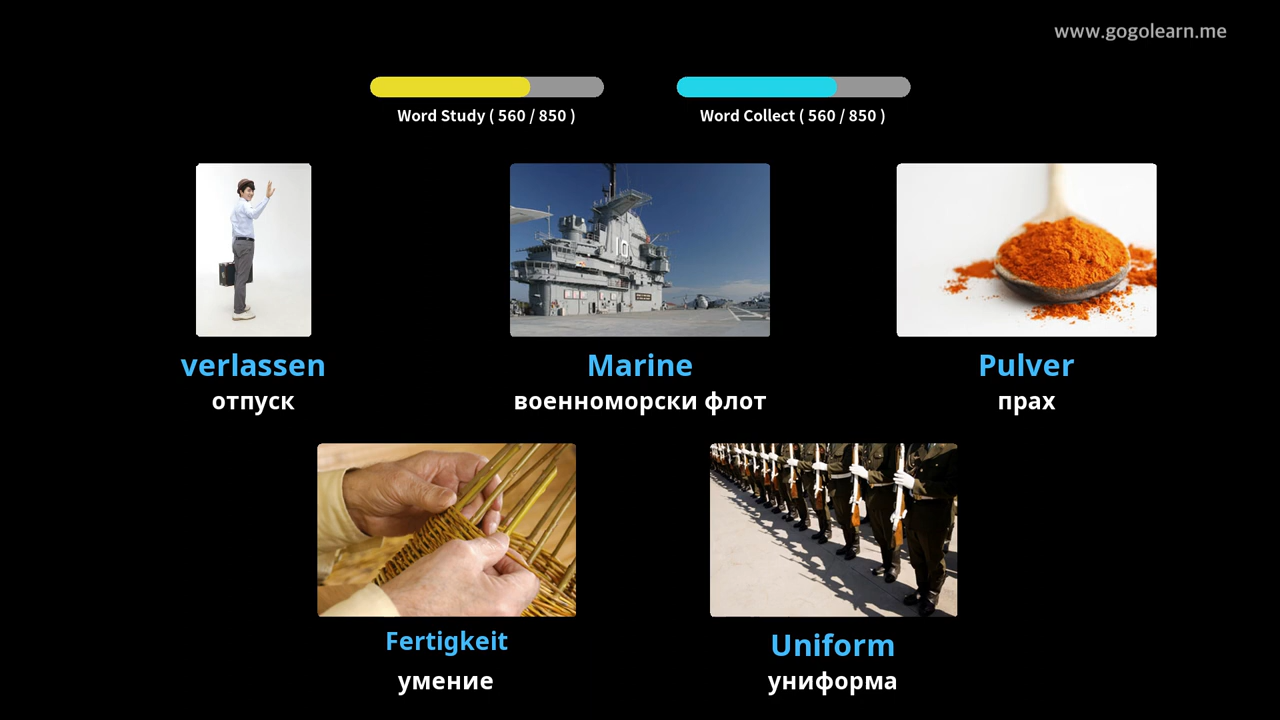 www.gogolearn.me
Word Study ( 560 / 850 )
Word Collect ( 560 / 850 )
10
verlassen
отпуск
Marine
военноморски флот
Pulver
прах
Fertigkeit
умение
Uniform
униформа